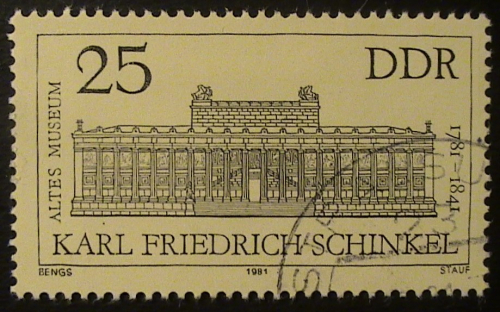 25
DDR
ALTES MUSEUM
1781–1841
KARL FRIEDRICH SCHINKEL
BENGS
1981
STAUF